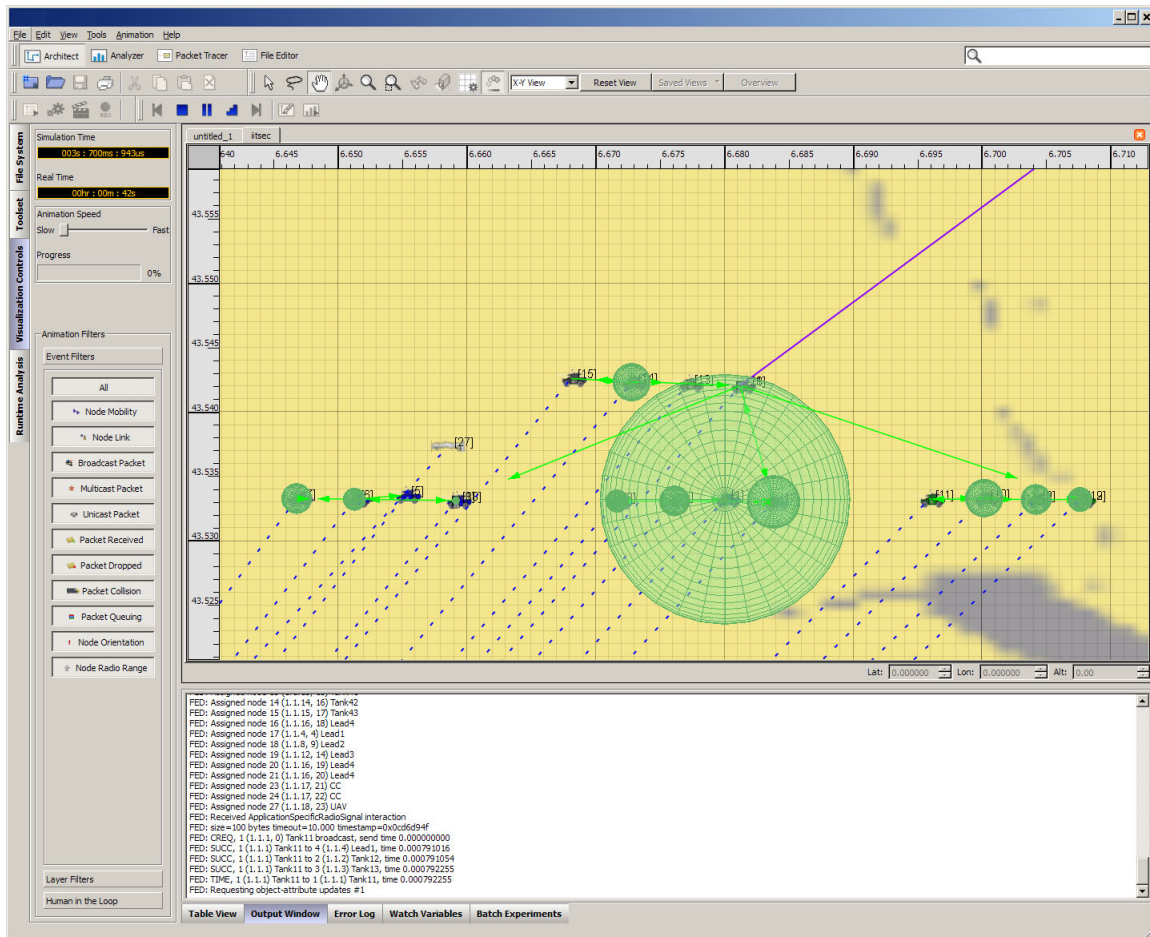 File Edit View Tools Animation Help
Architect Analyzer Packet Tracer File Editor
X-Y View Reset View Saved Views Overview
File System
Toolset
Visualization Controls
Runtime Analysis
Simulation Time
003s : 700ms : 943us
Real Time
00hr : 00m : 42s
Animation Speed
Slow Fast
Progress
0%
Animation Filters
Event Filters
All
Node Mobility
Node Link
Broadcast Packet
Multicast Packet
Unicast Packet
Packet Received
Packet Dropped
Packet Collision
Packet Queuing
Node Orientation
Node Radio Range
Layer Filters
Human in the Loop
untitled_1 iitsec
640 6.645 6.650 6.655 6.660 6.665 6.670 6.675 6.680 6.685 6.690 6.695 6.700 6.705 6.710
43.555
43.550
43.545
43.540
43.535
43.530
43.525
[15]
[27]
[11]
Lat: 0.000000 Lon: 0.000000 Alt: 0.00
FED: Assigned node 14 (1.1.14, 16) Tank42
FED: Assigned node 15 (1.1.15, 17) Tank43
FED: Assigned node 16 (1.1.16, 18) Lead4
FED: Assigned node 17 (1.1.4, 4) Lead1
FED: Assigned node 18 (1.1.8, 9) Lead2
FED: Assigned node 19 (1.1.12, 14) Lead3
FED: Assigned node 20 (1.1.16, 19) Lead4
FED: Assigned node 21 (1.1.16, 20) Lead4
FED: Assigned node 23 (1.1.17, 21) CC
FED: Assigned node 24 (1.1.17, 22) CC
FED: Assigned node 27 (1.1.18, 23) UAV
FED: Received ApplicationSpecificRadioSignal interaction
FED: size=100 bytes timeout=10.000 timestamp=0x0cd6d94f
FED: CREQ, 1 (1.1.1, 0) Tank11 broadcast, send time 0.000000000
FED: SUCC, 1 (1.1.1) Tank11 to 4 (1.1.4) Lead1, time 0.000791016
FED: SUCC, 1 (1.1.1) Tank11 to 2 (1.1.2) Tank12, time 0.000791054
FED: SUCC, 1 (1.1.1) Tank11 to 3 (1.1.3) Tank13, time 0.000792255
FED: TIME, 1 (1.1.1) Tank11 to 1 (1.1.1) Tank11, time 0.000792255
FED: Requesting object-attribute updates #1
Table View Output Window Error Log Watch Variables Batch Experiments